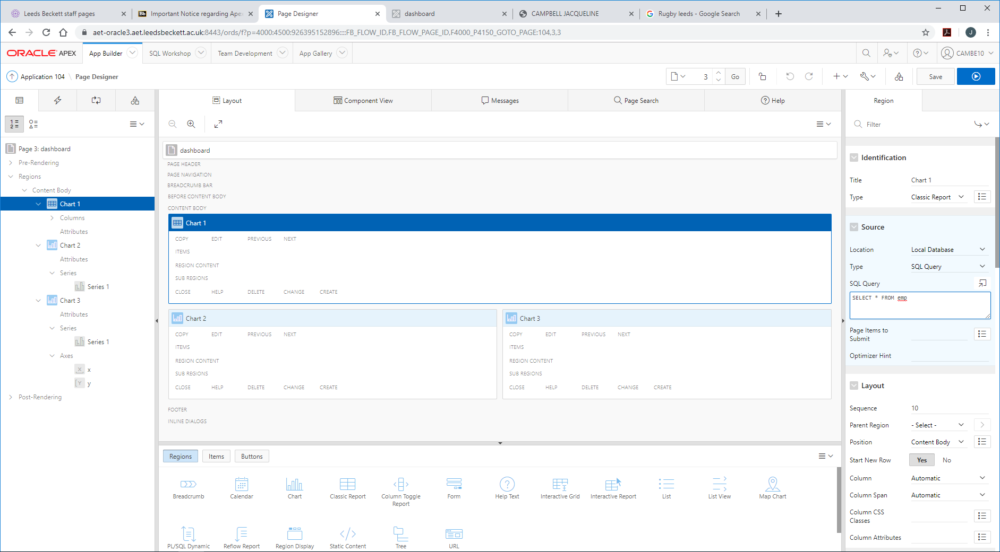 Leeds Beckett staff pages
Important Notice regarding Apex
Page Designer
dashboard
CAMPBELL JACQUELINE
Rugby leeds - Google Search
aet-oracle3.aet.leedsbeckett.ac.uk:8443/ords/f?p=4000:4500:926395152896::::FB_FLOW_ID,FB_FLOW_PAGE_ID,F4000_P4150_GOTO_PAGE:104,3,3
J
ORACLE APEX
App Builder
SQL Workshop
Team Development
App Gallery
CAMBE10
Application 104 \ Page Designer
3
Go
Save
Layout
Component View
Messages
Page Search
Help
Region
Filter
Page 3: dashboard
Pre-Rendering
Regions
Content Body
Chart 1
Columns
Attributes
Chart 2
Attributes
Series
Series 1
Chart 3
Attributes
Series
Series 1
Axes
x
y
Post-Rendering
dashboard
PAGE HEADER
PAGE NAVIGATION
BREADCRUMB BAR
BEFORE CONTENT BODY
CONTENT BODY
Chart 1
COPY EDIT PREVIOUS NEXT
ITEMS
REGION CONTENT
SUB REGIONS
CLOSE HELP DELETE CHANGE CREATE
Chart 2
COPY EDIT PREVIOUS NEXT
ITEMS
REGION CONTENT
SUB REGIONS
CLOSE HELP DELETE CHANGE CREATE
Chart 3
COPY EDIT PREVIOUS NEXT
ITEMS
REGION CONTENT
SUB REGIONS
CLOSE HELP DELETE CHANGE CREATE
FOOTER
INLINE DIALOGS
Regions
Items
Buttons
Breadcrumb
Calendar
Chart
Classic Report
Column Toggle
Report
Form
Help Text
Interactive Grid
Interactive Report
List
List View
Map Chart
PL/SQL Dynamic
Reflow Report
Region Display
Static Content
Tree
URL
Identification
Title Chart 1
Type Classic Report
Source
Location Local Database
Type SQL Query
SQL Query
SELECT * FROM emp
Page Items to
Submit
Optimizer Hint
Layout
Sequence 10
Parent Region - Select -
Position Content Body
Start New Row Yes No
Column Automatic
Column Span Automatic
Column CSS
Classes
Column Attributes